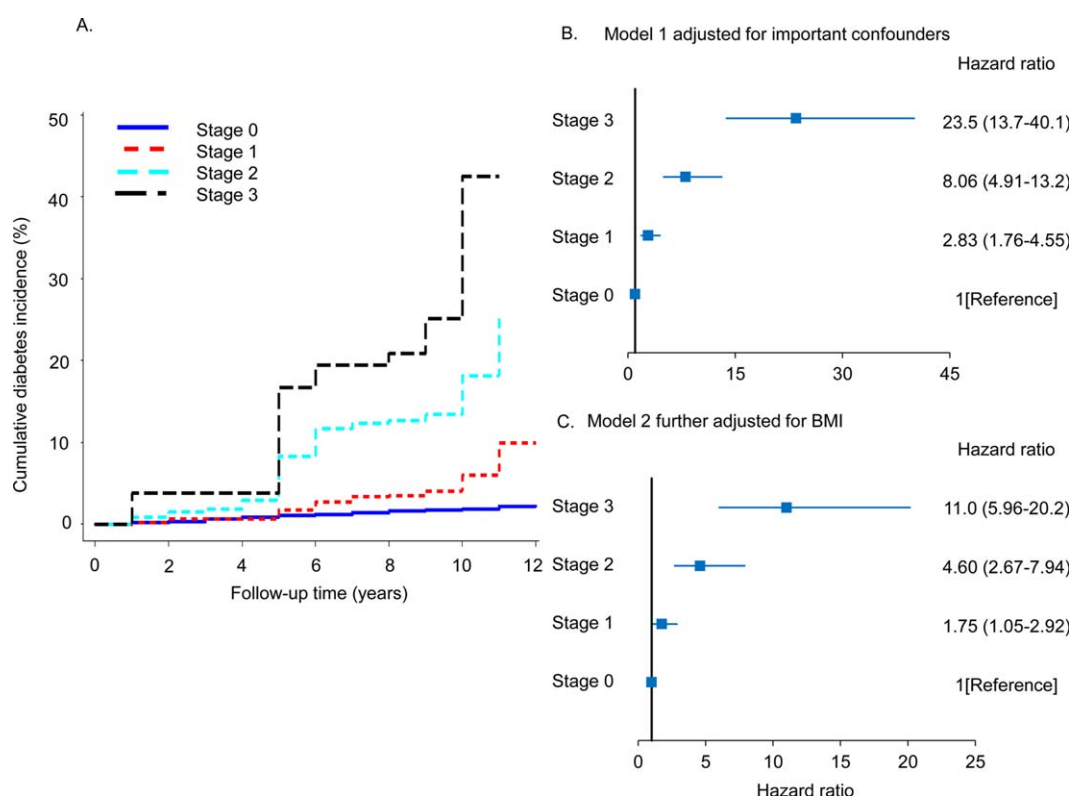 A.
50
40
30
20
10
0
Cumulative diabetes incidence (%)
Stage 0
Stage 1
Stage 2
Stage 3
0 2 4 6 8 10 12
Follow-up time (years)
B. Model 1 adjusted for important confounders
Hazard ratio
Stage 3 23.5 (13.7-40.1)
Stage 2 8.06 (4.91-13.2)
Stage 1 2.83 (1.76-4.55)
Stage 0 1[Reference]
0 15 30 45
C. Model 2 further adjusted for BMI
Hazard ratio
Stage 3 11.0 (5.96-20.2)
Stage 2 4.60 (2.67-7.94)
Stage 1 1.75 (1.05-2.92)
Stage 0 1[Reference]
0 5 10 15 20 25
Hazard ratio